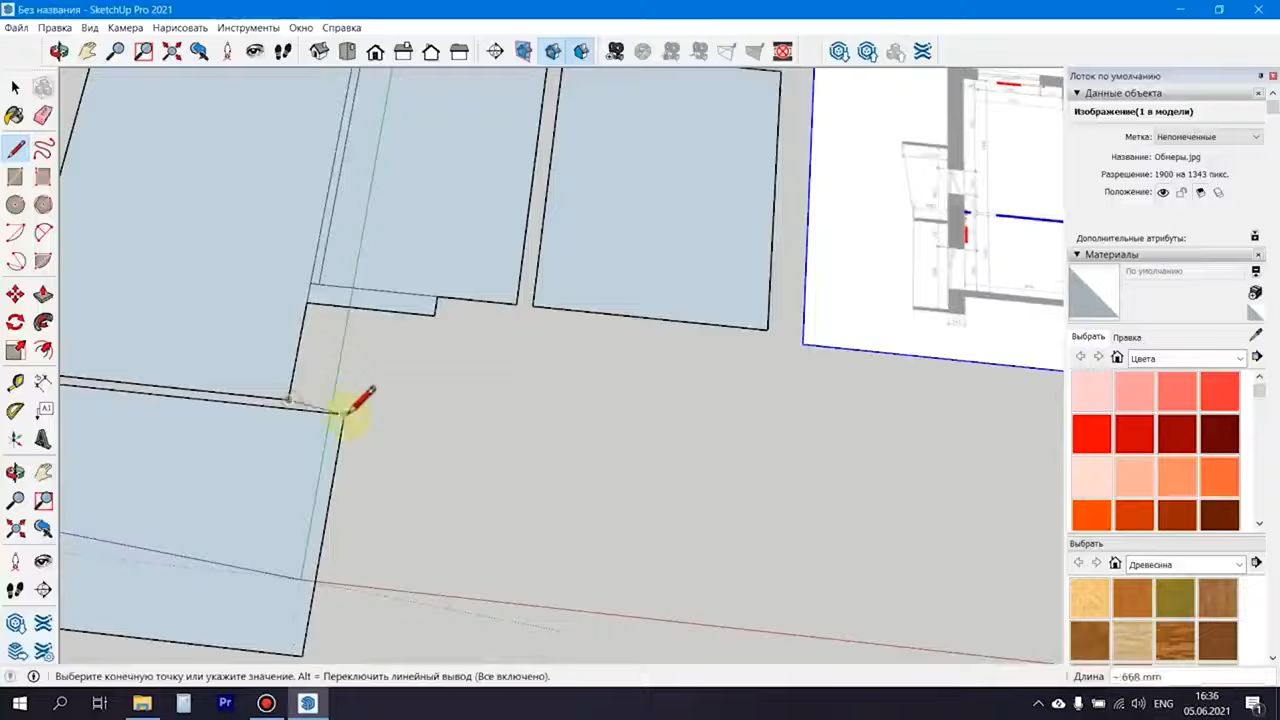 Без названия - SketchUp Pro 2021
Файл Правка Вид Камера Нарисовать Инструменты Окно Справка
Лоток по умолчанию
Данные объекта
Изображение(1 в модели)
Метка: Непомеченные
Название: Обмеры.jpg
Разрешение: 1900 на 1343 пикс.
Положение:
Дополнительные атрибуты:
Материалы
По умолчанию
Выбрать Правка
Цвета
Выбрать
Древесина
Выберите конечную точку или укажите значение. Alt = Переключить линейный вывод (Все включено).
Длина ~ 668 mm
Pr
ENG
16:36
05.06.2021